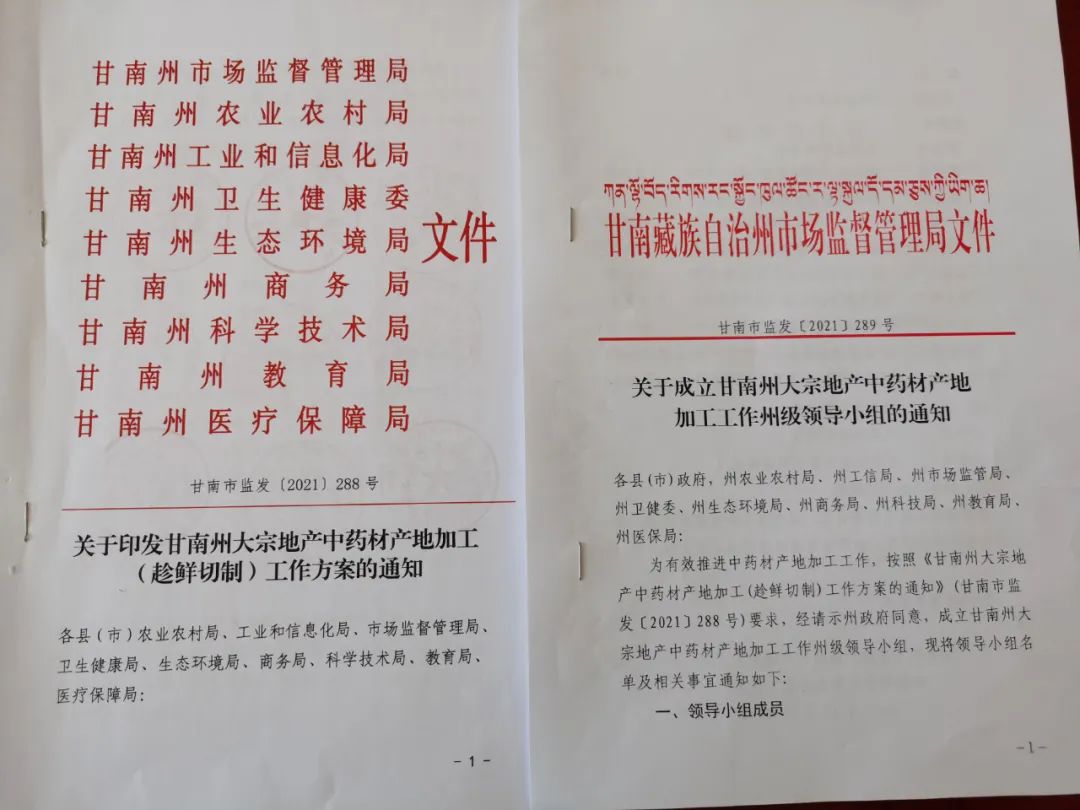 甘南州市场监督管理局
甘南州农业农村局
甘南州工业和信息化局
甘南州卫生健康委
甘南州生态环境局
甘南州商务局
甘南州科学技术局
甘南州教育局
甘南州医疗保障局
文件
甘南市监发〔2021〕288号
关于印发甘南州大宗地产中药材产地加工
（趁鲜切制）工作方案的通知
各县（市）农业农村局、工业和信息化局、市场监督管理局、
卫生健康局、生态环境局、商务局、科学技术局、教育局、
医疗保障局：
-1-
ཀན་ལྷོ་བོད་རིགས་རང་སྐྱོང་ཁུལ་ཚོང་ར་ལྟ་སྐུལ་དོ་དམ་ཅུས་ཀྱི་ཡིག་ཆ།
甘南藏族自治州市场监督管理局文件
甘南市监发〔2021〕289号
关于成立甘南州大宗地产中药材产地
加工工作州级领导小组的通知
各县(市)政府，州农业农村局、州工信局、州市场监管局、
州卫健委、州生态环境局、州商务局、州科技局、州教育局、
州医保局：
为有效推进中药材产地加工工作，按照《甘南州大宗地
产中药材产地加工(趁鲜切制)工作方案的通知》(甘南市监
发〔2021〕288号)要求，经请示州政府同意，成立甘南州大
宗地产中药材产地加工工作州级领导小组，现将领导小组名
单及相关事宜通知如下：
一、领导小组成员
-1-